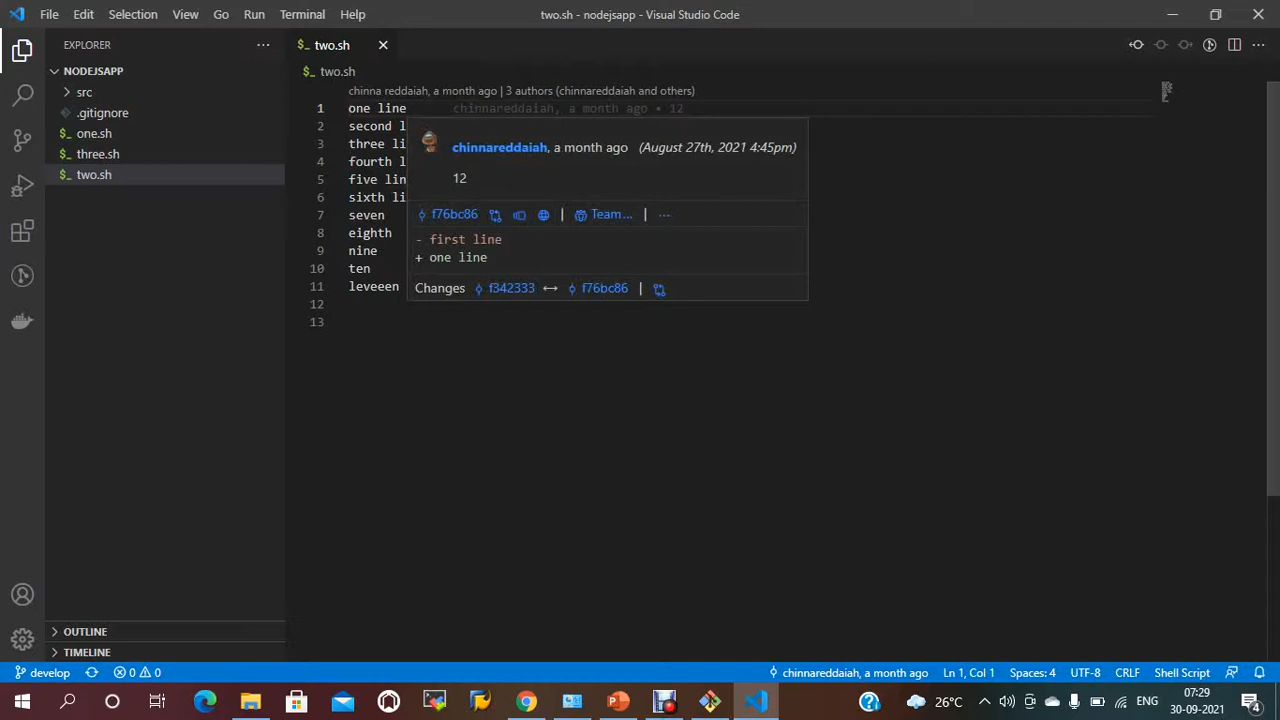 File Edit Selection View Go Run Terminal Help two.sh - nodejsapp - Visual Studio Code
EXPLORER ···
NODEJSAPP
src
.gitignore
$_ one.sh
$_ three.sh
$_ two.sh
OUTLINE
TIMELINE
$_ two.sh
$_ two.sh
chinna reddaiah, a month ago | 3 authors (chinnareddaiah and others)
1 one line chinnareddaiah, a month ago • 12
2 second l
3 three li
4 fourth l
5 five lin
6 sixth li
7 seven
8 eighth
9 nine
10 ten
11 leveeen
12
13
chinnareddaiah, a month ago (August 27th, 2021 4:45pm)
12
f76bc86 | Team... | ···
- first line
+ one line
Changes f342333 ↔ f76bc86 |
develop 0 0 chinnareddaiah, a month ago Ln 1, Col 1 Spaces: 4 UTF-8 CRLF Shell Script
26°C ENG 07:29
30-09-2021 4